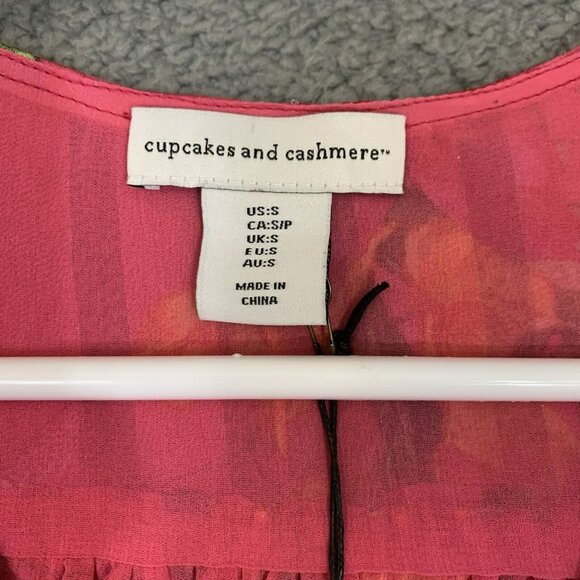 cupcakes and cashmere™
US:S
CA:S/P
UK:S
EU:S
AU:S
MADE IN
CHINA